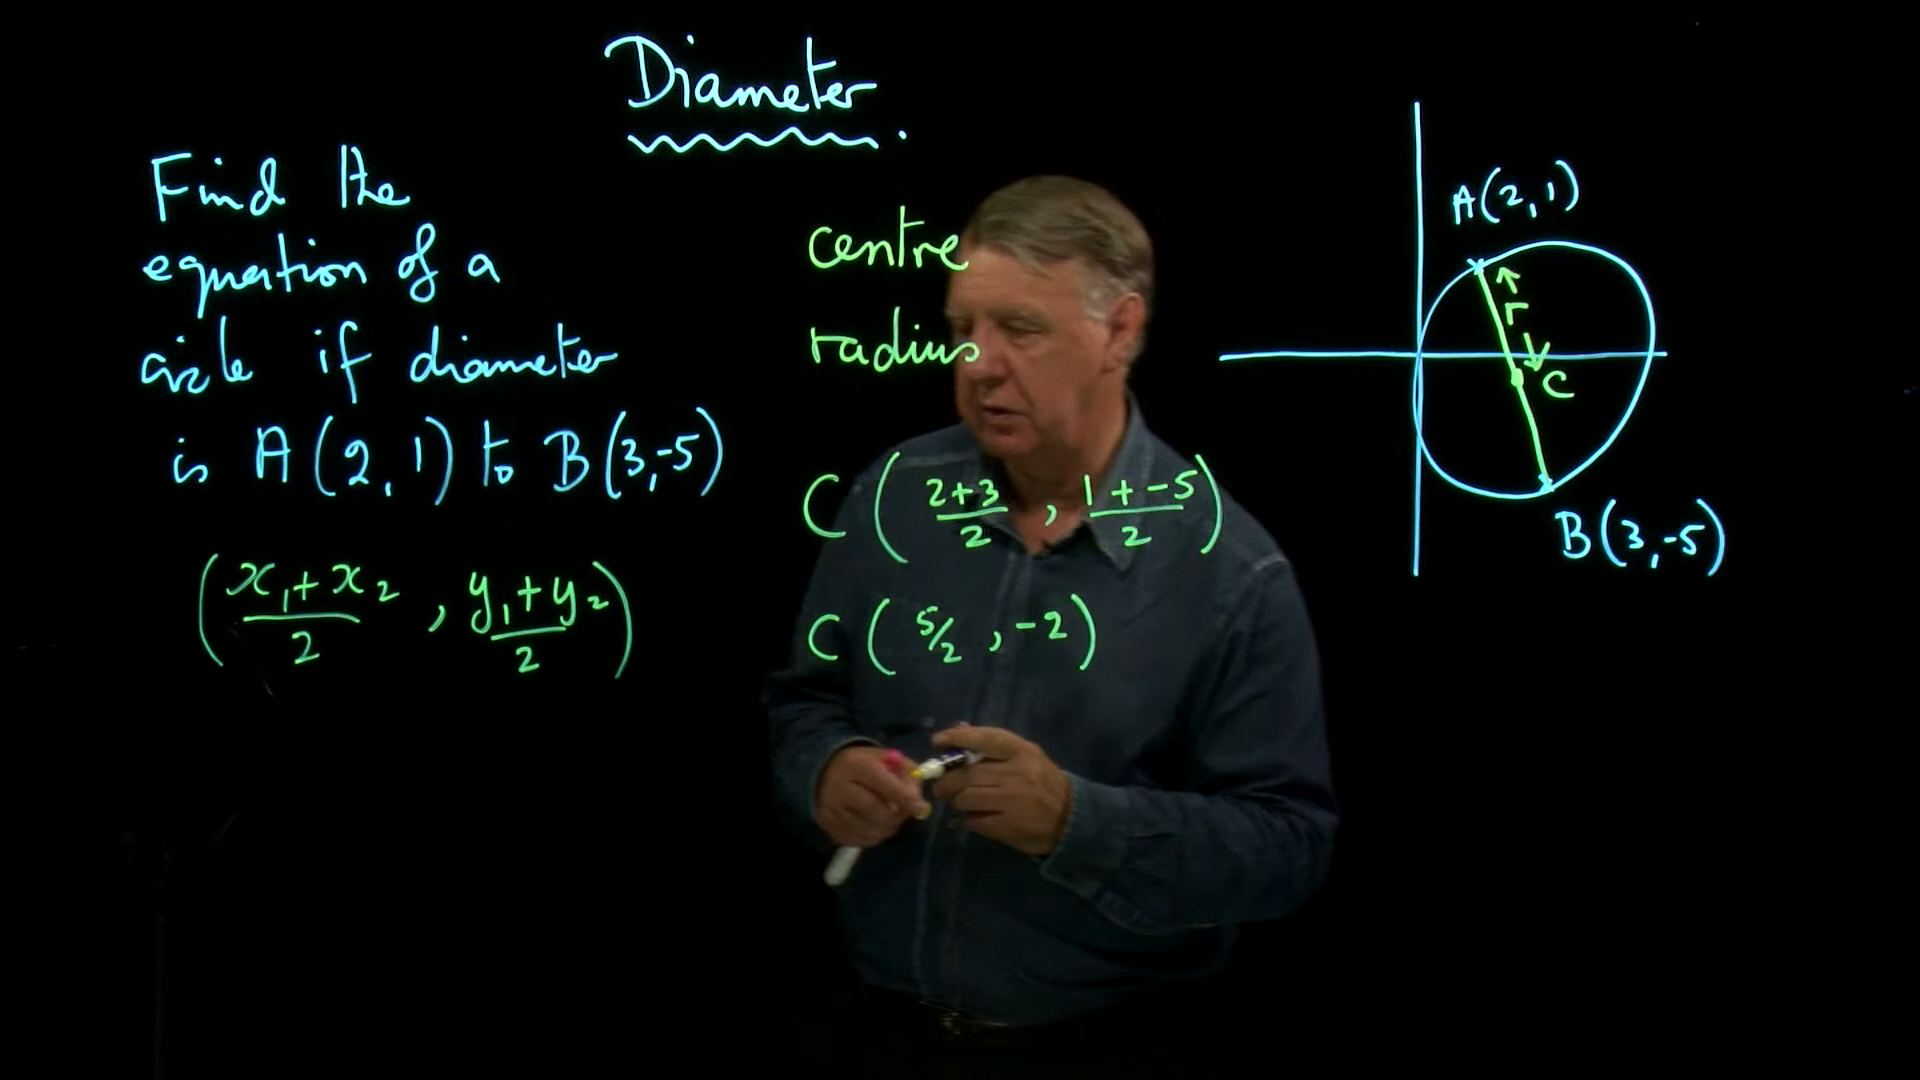 Diameter
Find the
equation of a
circle if diameter
is A(2,1) to B(3,-5)
(x₁+x₂/2, y₁+y₂/2)
centre
radius
C(2+3/2, 1+-5/2)
C(5/2, -2)
A(2,1)
r
C
B(3,-5)